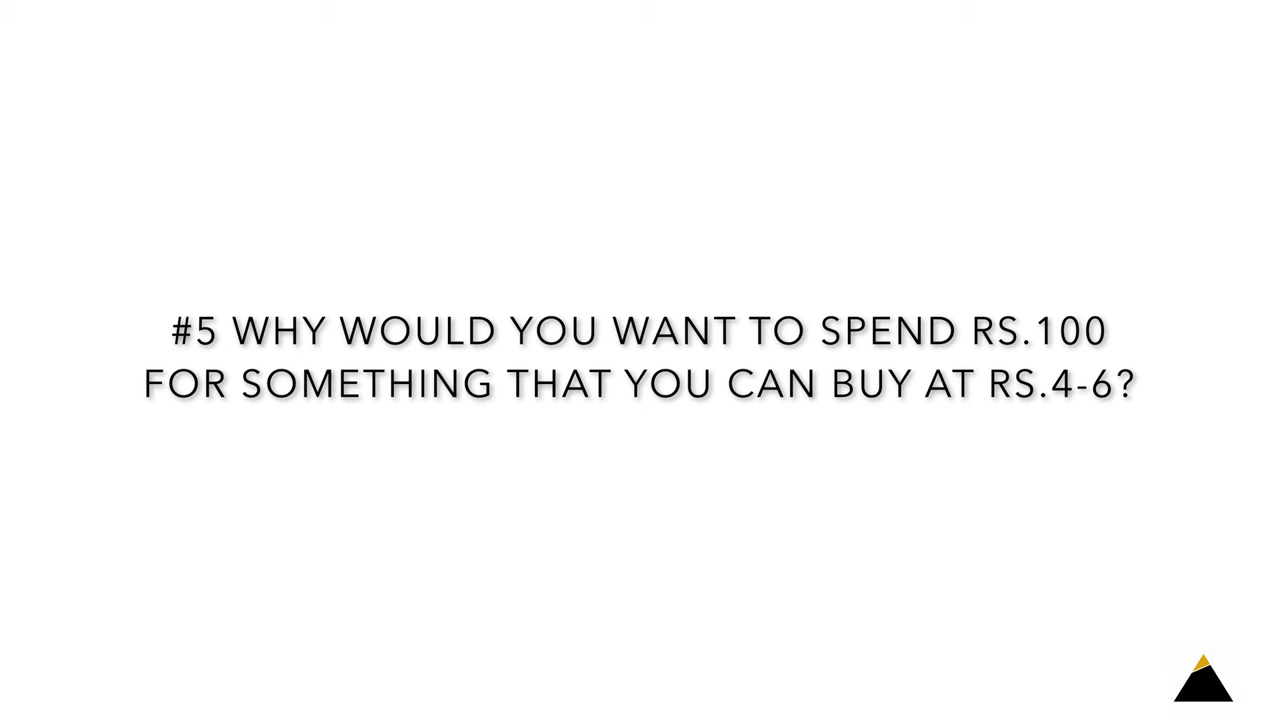 #5 WHY WOULD YOU WANT TO SPEND RS.100
FOR SOMETHING THAT YOU CAN BUY AT RS.4-6?